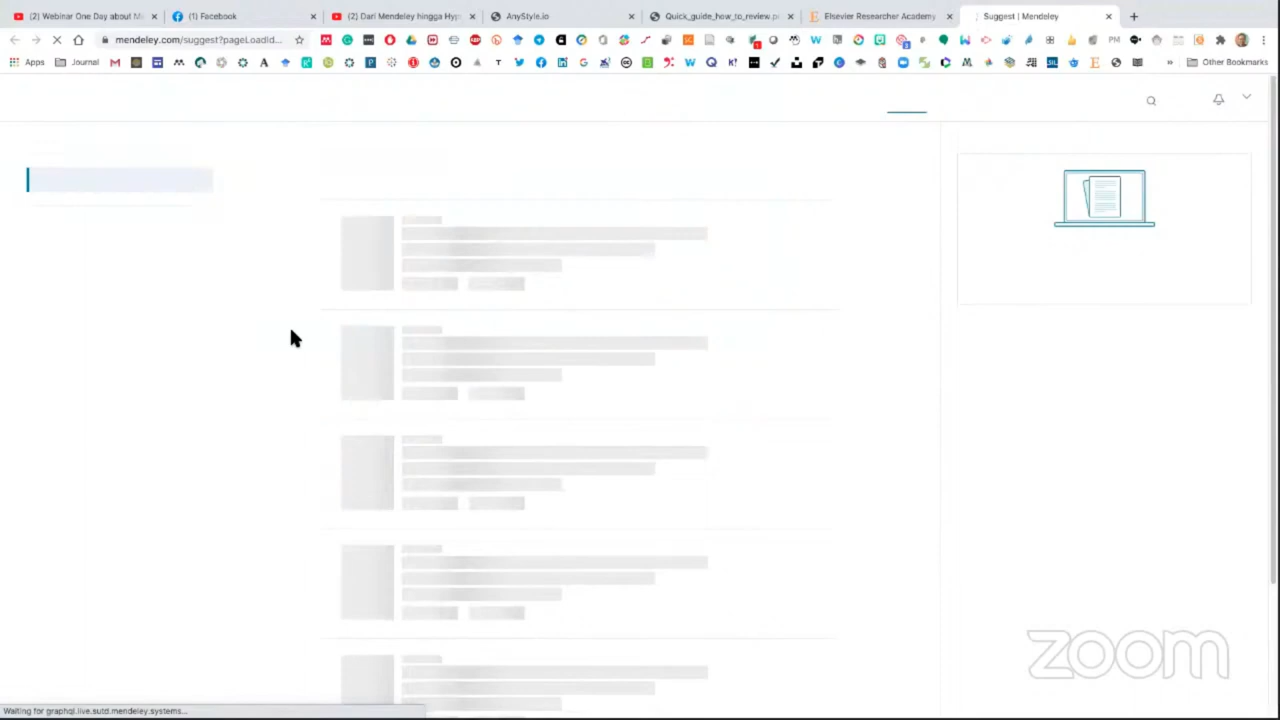 (2) Webinar One Day about M
(1) Facebook
(2) Dari Mendeley hingga Hyp
AnyStyle.io
Quick_guide_how_to_review.p
Elsevier Researcher Academy
Suggest | Mendeley
mendeley.com/suggest?pageLoadId...
PM
Apps
Journal
Other Bookmarks
zoom
Waiting for graphql.live.sutd.mendeley.systems...